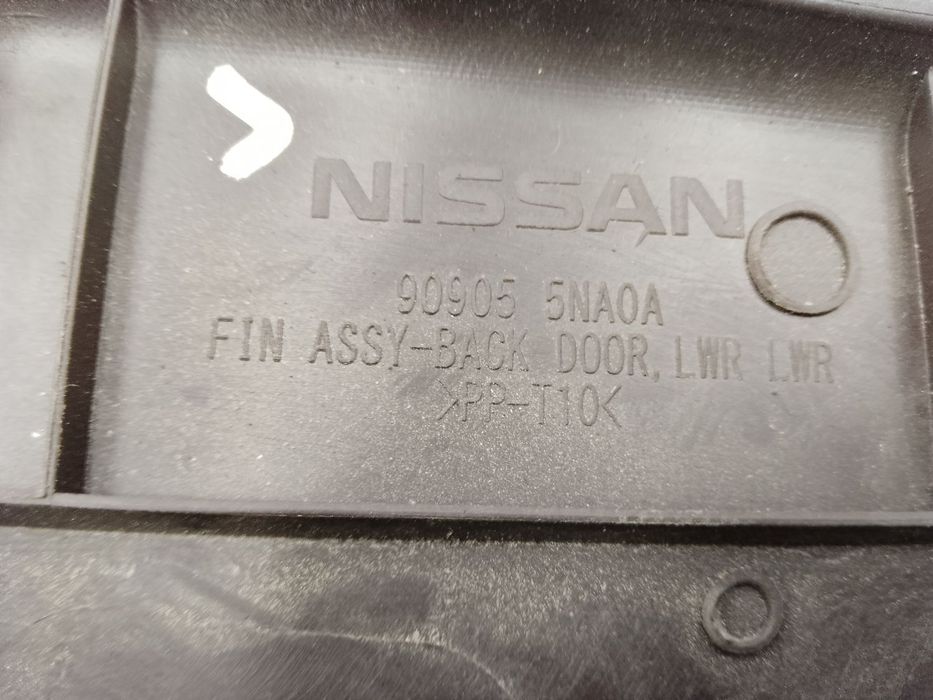 NISSAN
90905 5NA0A
FIN ASSY-BACK DOOR, LWR LWR
>PP-T10<